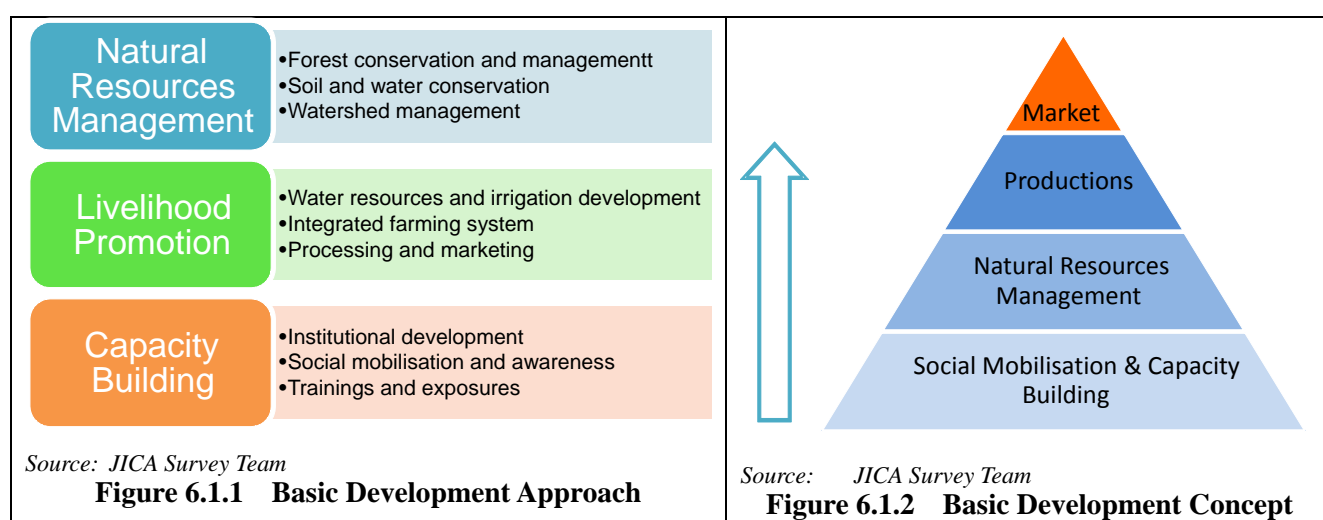 Natural
Resources
Management
•Forest conservation and managementt
•Soil and water conservation
•Watershed management
Livelihood
Promotion
•Water resources and irrigation development
•Integrated farming system
•Processing and marketing
Capacity
Building
•Institutional development
•Social mobilisation and awareness
•Trainings and exposures
Source: JICA Survey Team
Figure 6.1.1 Basic Development Approach
Market
Productions
Natural Resources
Management
Social Mobilisation & Capacity
Building
Source: JICA Survey Team
Figure 6.1.2 Basic Development Concept